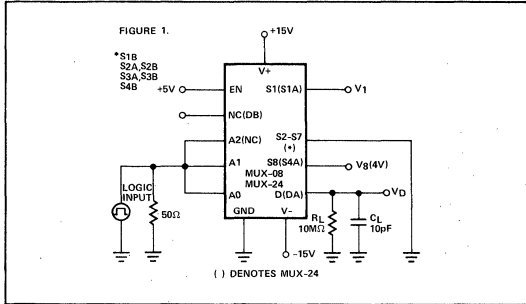 FIGURE 1.
*S1B
S2A,S2B
S3A,S3B
S4B
+15V
V+
+5V
EN
S1(S1A)
V1
NC(DB)
A2(NC)
S2-S7
(*)
A1
S8(S4A)
V8(4V)
MUX-08
MUX-24
LOGIC
INPUT
50Ω
A0
D(DA)
VD
GND
V-
RL
10MΩ
CL
10pF
-15V
( ) DENOTES MUX-24